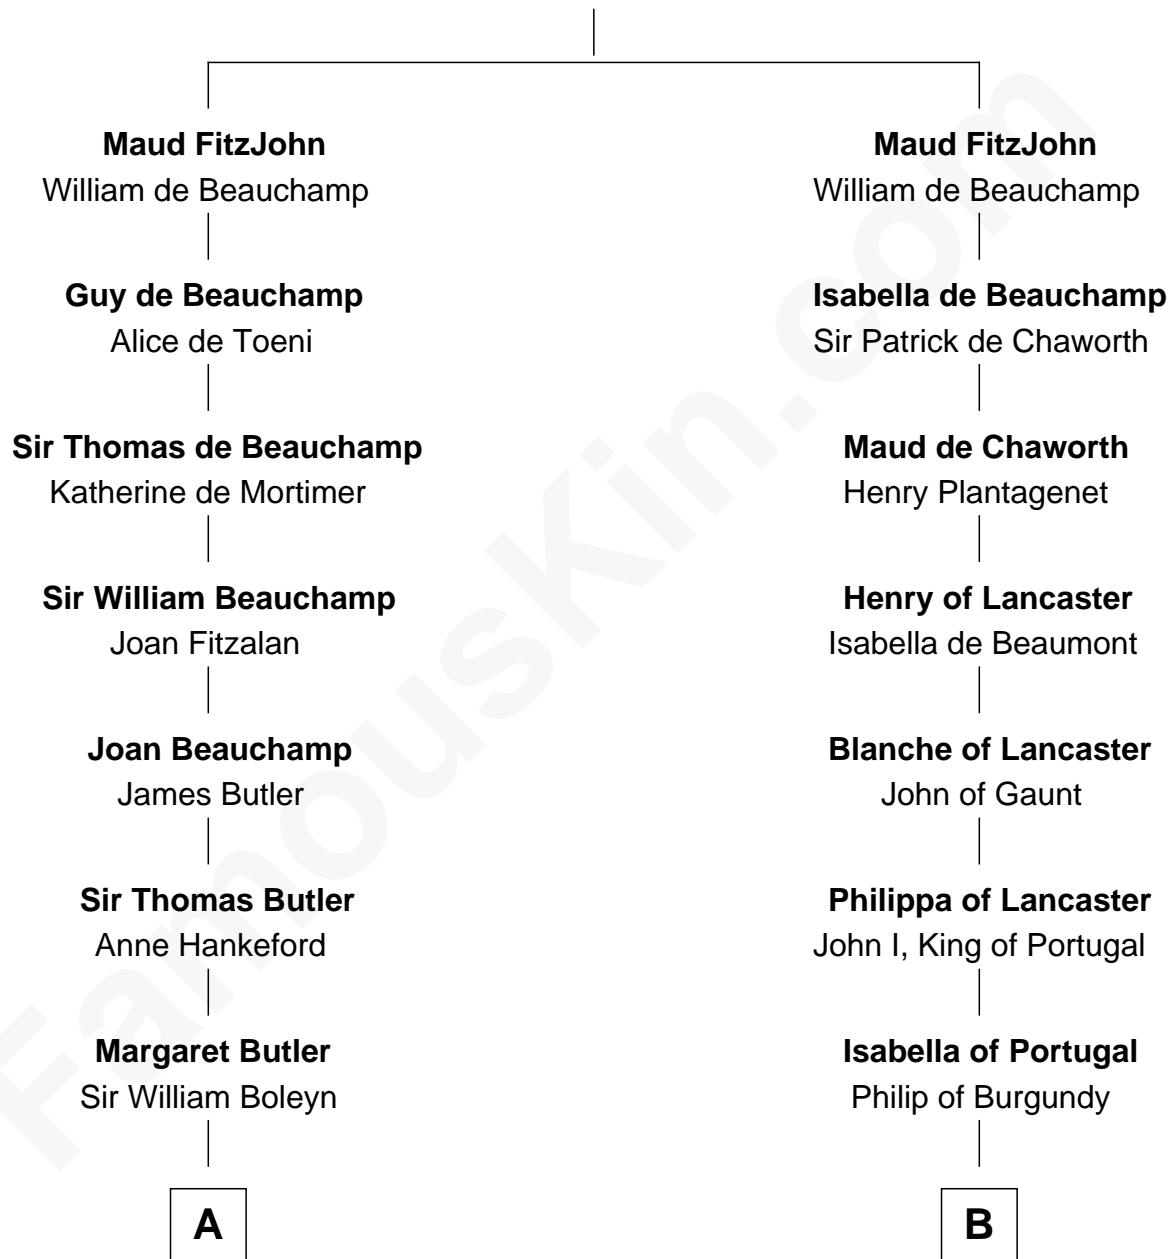 Maud FitzJohn
William de Beauchamp
Guy de Beauchamp
Alice de Toeni
Sir Thomas de Beauchamp
Katherine de Mortimer
Sir William Beauchamp
Joan Fitzalan
Joan Beauchamp
James Butler
Sir Thomas Butler
Anne Hankeford
Margaret Butler
Sir William Boleyn
A
Maud FitzJohn
William de Beauchamp
Isabella de Beauchamp
Sir Patrick de Chaworth
Maud de Chaworth
Henry Plantagenet
Henry of Lancaster
Isabella de Beaumont
Blanche of Lancaster
John of Gaunt
Philippa of Lancaster
John I, King of Portugal
Isabella of Portugal
Philip of Burgundy
B
FamousKin.com